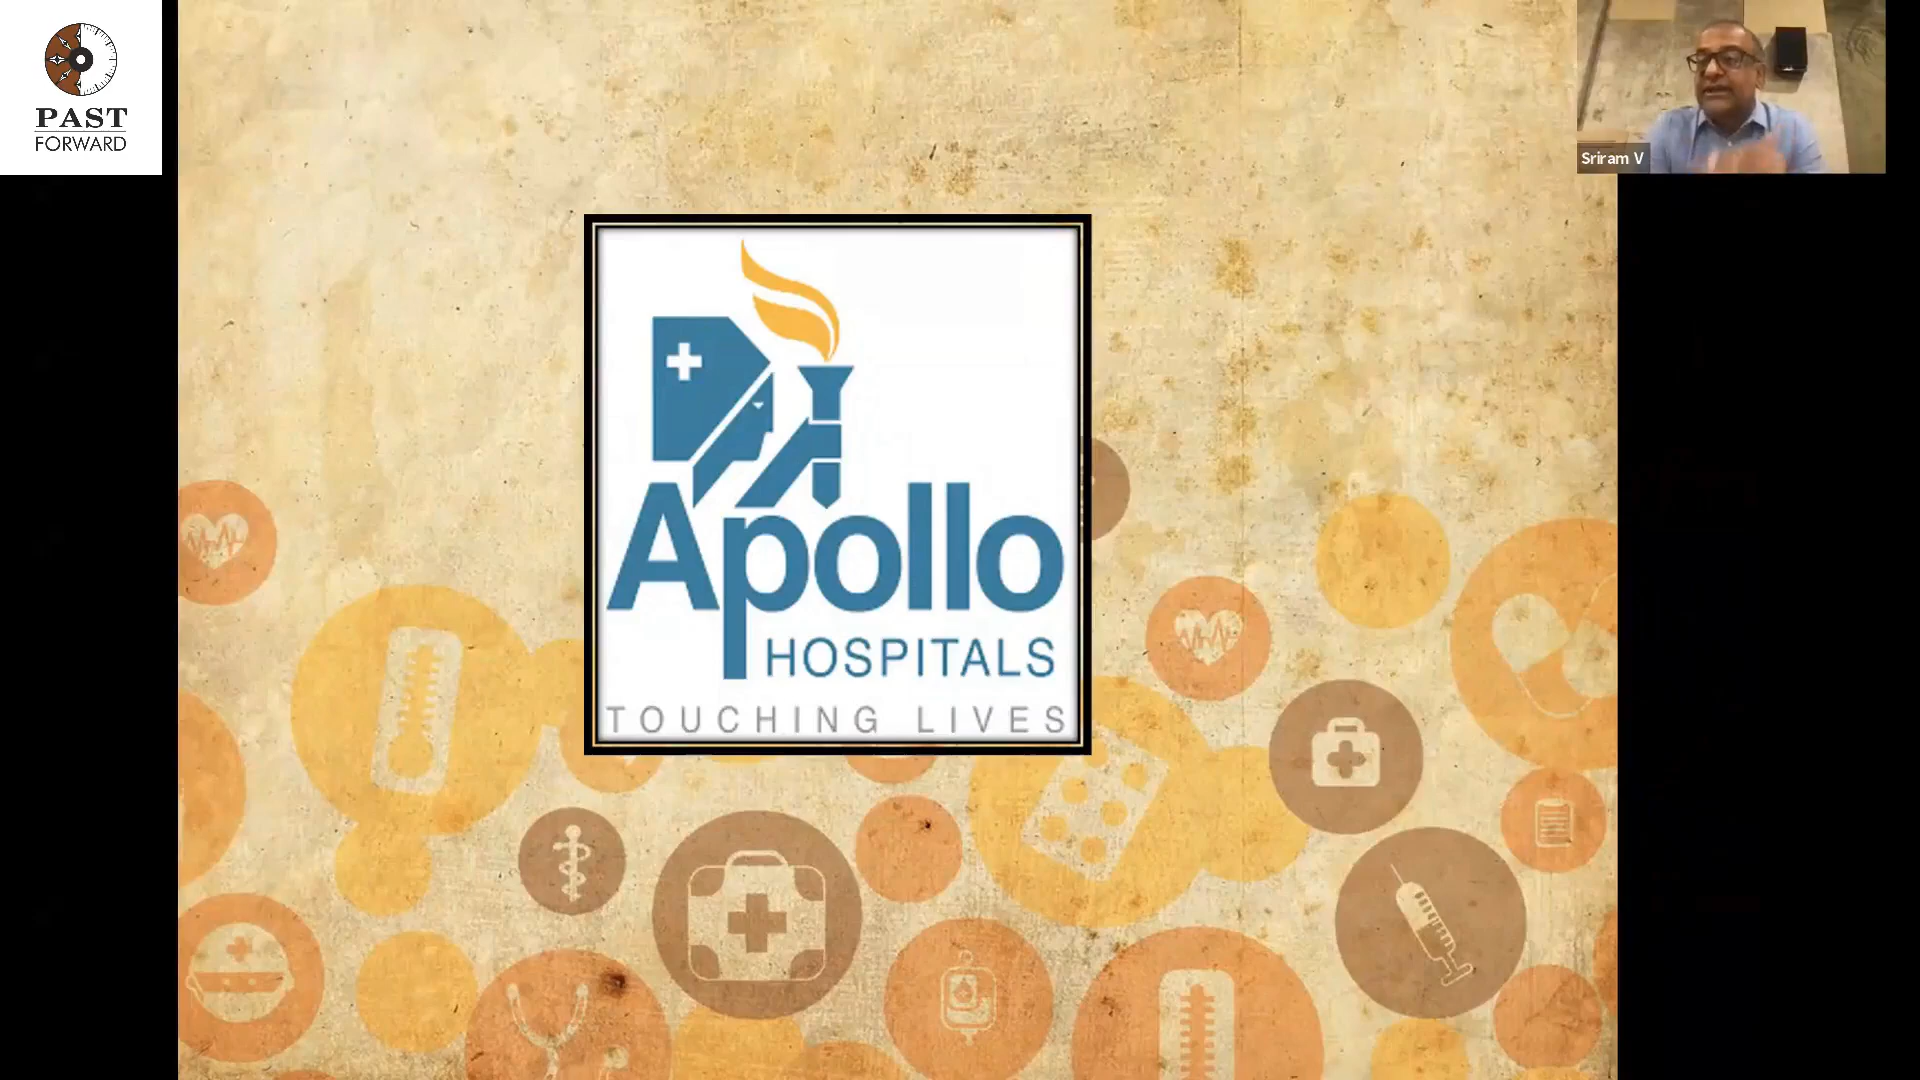 PAST
FORWARD
Sriram V
Apollo
HOSPITALS
TOUCHING LIVES